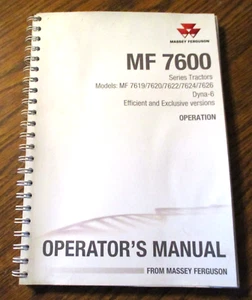 MASSEY FERGUSON
MF 7600
Series Tractors
Models: MF 7619/7620/7622/7624/7626
Dyna-6
Efficient and Exclusive versions
OPERATION
OPERATOR'S MANUAL
FROM MASSEY FERGUSON